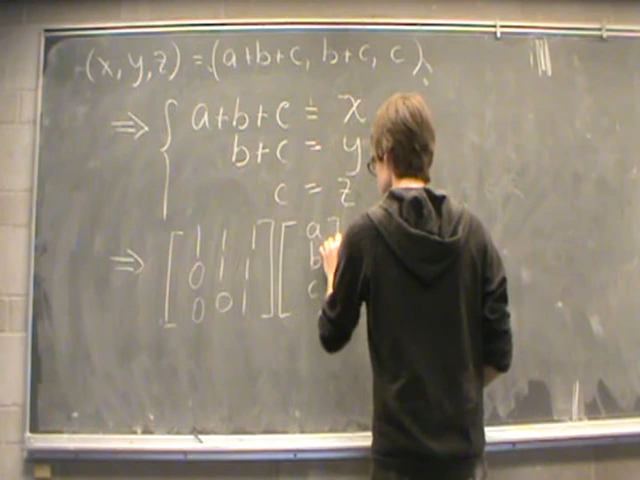 (x, y, z) = (a+b+c, b+c, c)
⇒ { a+b+c = x
b+c = y
c = z
⇒ [ 1 1 1 ] [ a ]
0 1 1 b
0 0 1 c